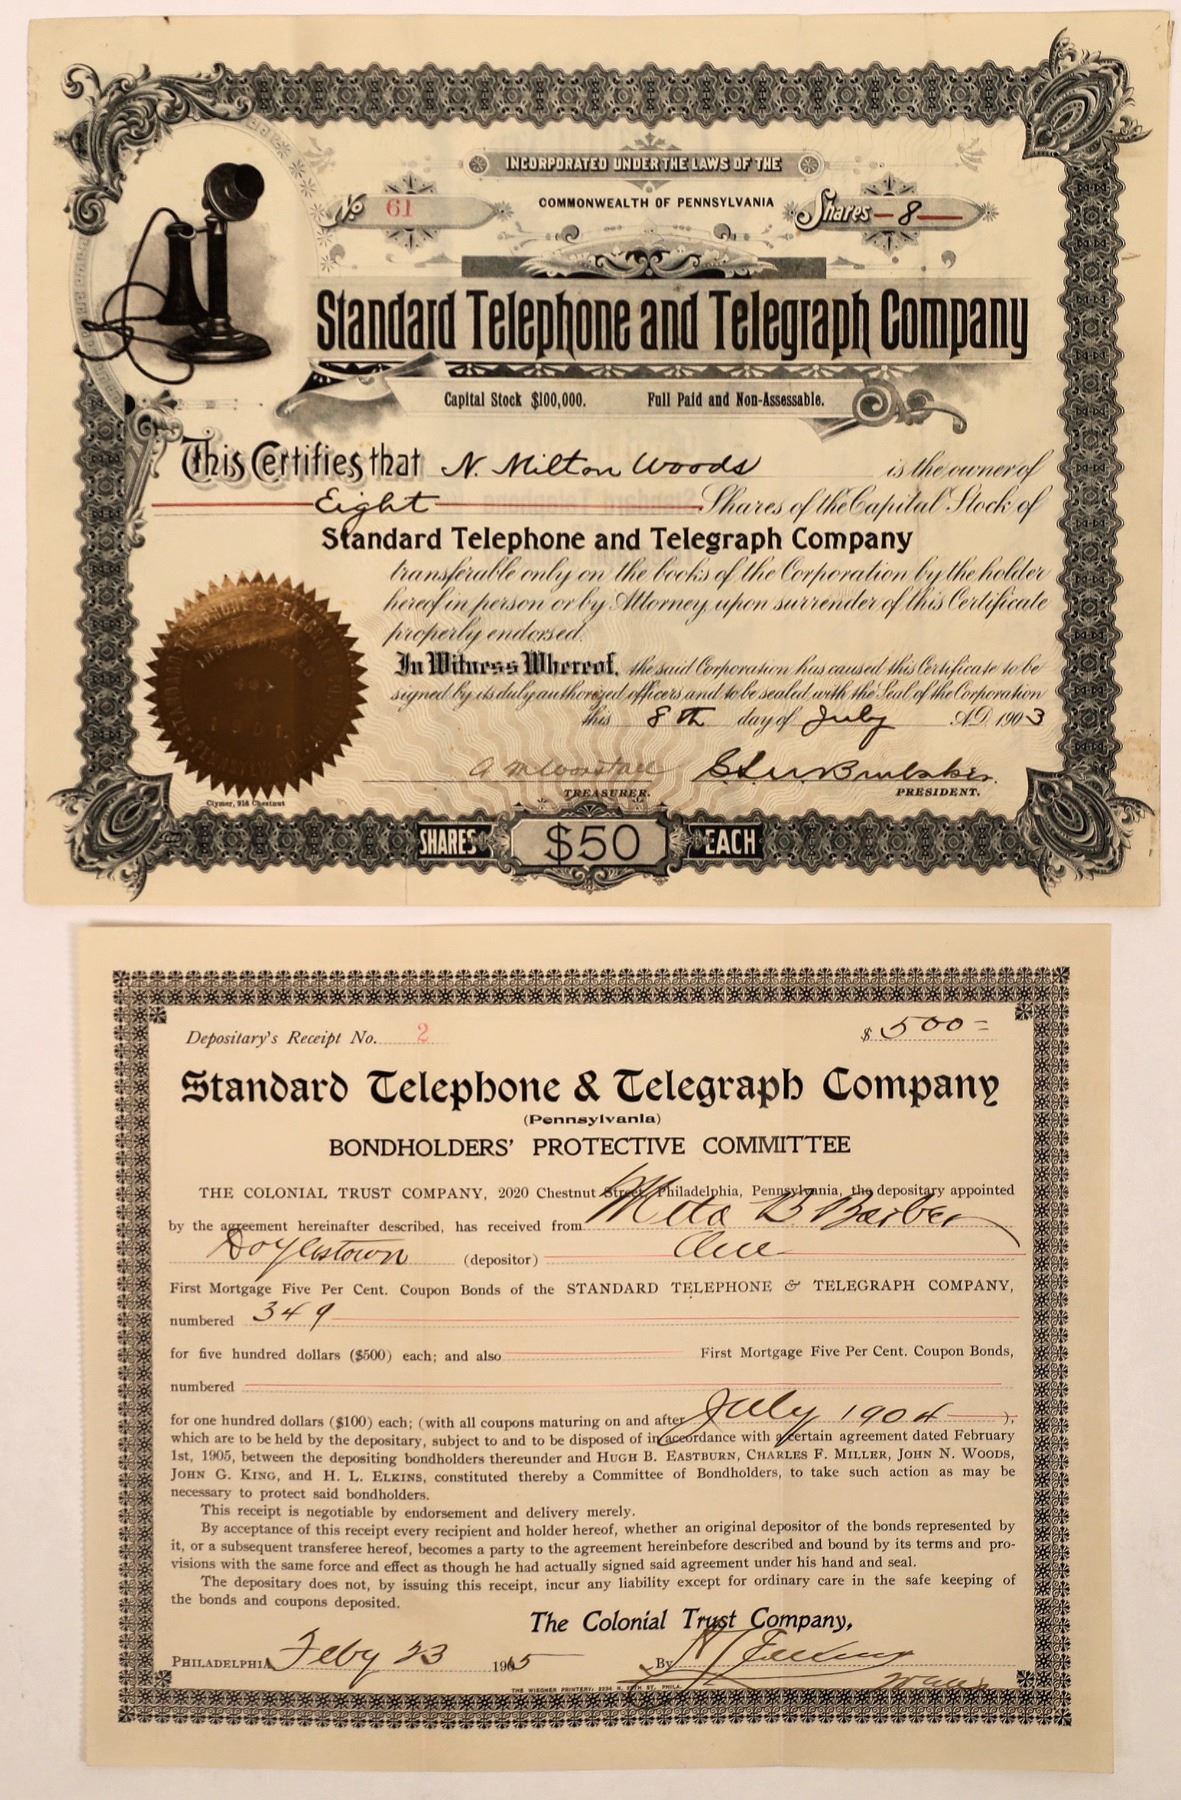 INCORPORATED UNDER THE LAWS OF THE
COMMONWEALTH OF PENNSYLVANIA
No 61
Shares 8
Standard Telephone and Telegraph Company
Capital Stock $100,000. Full Paid and Non-Assessable.
This Certifies that N. Milton Woods is the owner of
Eight Shares of the Capital Stock of
Standard Telephone and Telegraph Company
transferable only on the books of the Corporation by the holder
hereof in person or by Attorney, upon surrender of this Certificate
properly endorsed.
In Witness Whereof, the said Corporation has caused this Certificate to be
signed by its duly authorized officers and to be sealed with the Seal of the Corporation
this 8th day of July A.D. 1903
TREASURER.
PRESIDENT.
STANDARD TELEPHONE & TELEGRAPH CO.
INCORPORATED
Clymer, 916 Chestnut
SHARES $50 EACH
Depositary's Receipt No. 2 $ 500=
Standard Telephone & Telegraph Company
(Pennsylvania)
BONDHOLDERS' PROTECTIVE COMMITTEE
THE COLONIAL TRUST COMPANY, 2020 Chestnut Street, Philadelphia, Pennsylvania, the depositary appointed
by the agreement hereinafter described, has received from Meta B Barber
Doylestown (depositor)
First Mortgage Five Per Cent. Coupon Bonds of the STANDARD TELEPHONE & TELEGRAPH COMPANY,
numbered 349
for five hundred dollars ($500) each; and also First Mortgage Five Per Cent. Coupon Bonds,
numbered
for one hundred dollars ($100) each; (with all coupons maturing on and after July 1904 ),
which are to be held by the depositary, subject to and to be disposed of in accordance with a certain agreement dated February
1st, 1905, between the depositing bondholders thereunder and HUGH B. EASTBURN, CHARLES F. MILLER, JOHN N. WOODS,
JOHN G. KING, and H. L. ELKINS, constituted thereby a Committee of Bondholders, to take such action as may be
necessary to protect said bondholders.
This receipt is negotiable by endorsement and delivery merely.
By acceptance of this receipt every recipient and holder hereof, whether an original depositor of the bonds represented by
it, or a subsequent transferee hereof, becomes a party to the agreement hereinbefore described and bound by its terms and pro-
visions with the same force and effect as though he had actually signed said agreement under his hand and seal.
The depositary does not, by issuing this receipt, incur any liability except for ordinary care in the safe keeping of
the bonds and coupons deposited.
The Colonial Trust Company,
PHILADELPHIA Feby 23 1905 By
THE WIEGNER PRINTERY, 2234 N. 29TH ST, PHILA.